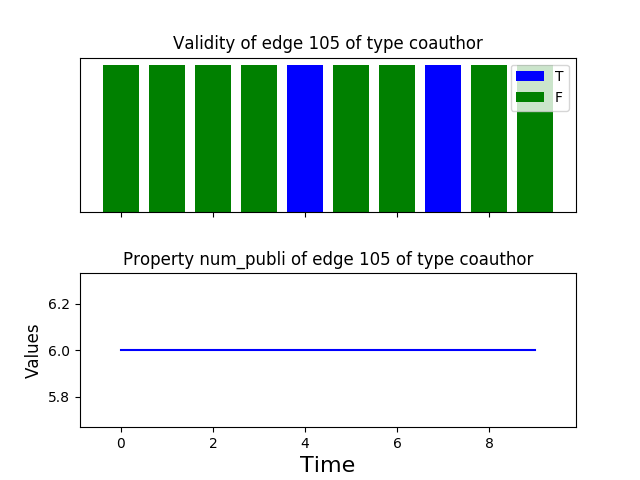 Validity of edge 105 of type coauthor
T
F
Property num_publi of edge 105 of type coauthor
6.2
6.0
5.8
Values
0 2 4 6 8
Time